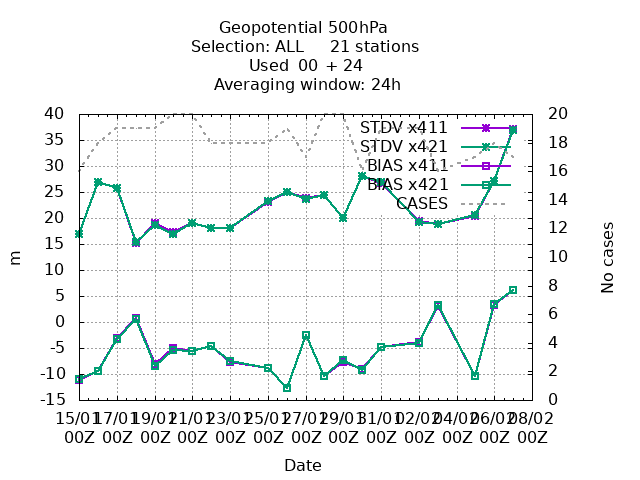 Geopotential 500hPa
Selection: ALL 21 stations
Used 00 + 24
Averaging window: 24h
40
35
30
25
20
15
10
5
0
-5
-10
-15
m
20
18
16
14
12
10
8
6
4
2
0
No cases
STDV x411
STDV x421
BIAS x411
BIAS x421
CASES
15/01 17/01 19/01 21/01 23/01 25/01 27/01 29/01 31/01 02/02 04/02 06/02 08/02
00Z 00Z 00Z 00Z 00Z 00Z 00Z 00Z 00Z 00Z 00Z 00Z 00Z
Date